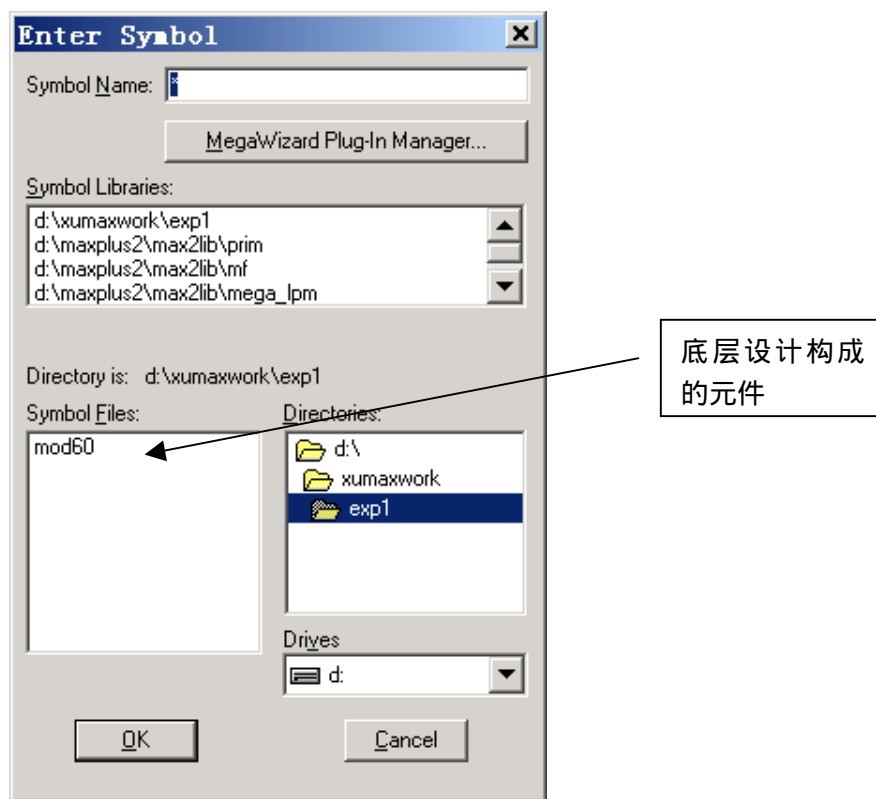 Enter Symbol
Symbol Name: *
MegaWizard Plug-In Manager...
Symbol Libraries:
d:\xumaxwork\exp1
d:\maxplus2\max2lib\prim
d:\maxplus2\max2lib\mf
d:\maxplus2\max2lib\mega_lpm
Directory is: d:\xumaxwork\exp1
Symbol Files:
mod60
Directories:
d:\
xumaxwork
exp1
Drives
d:
OK
Cancel
底层设计构成
的元件